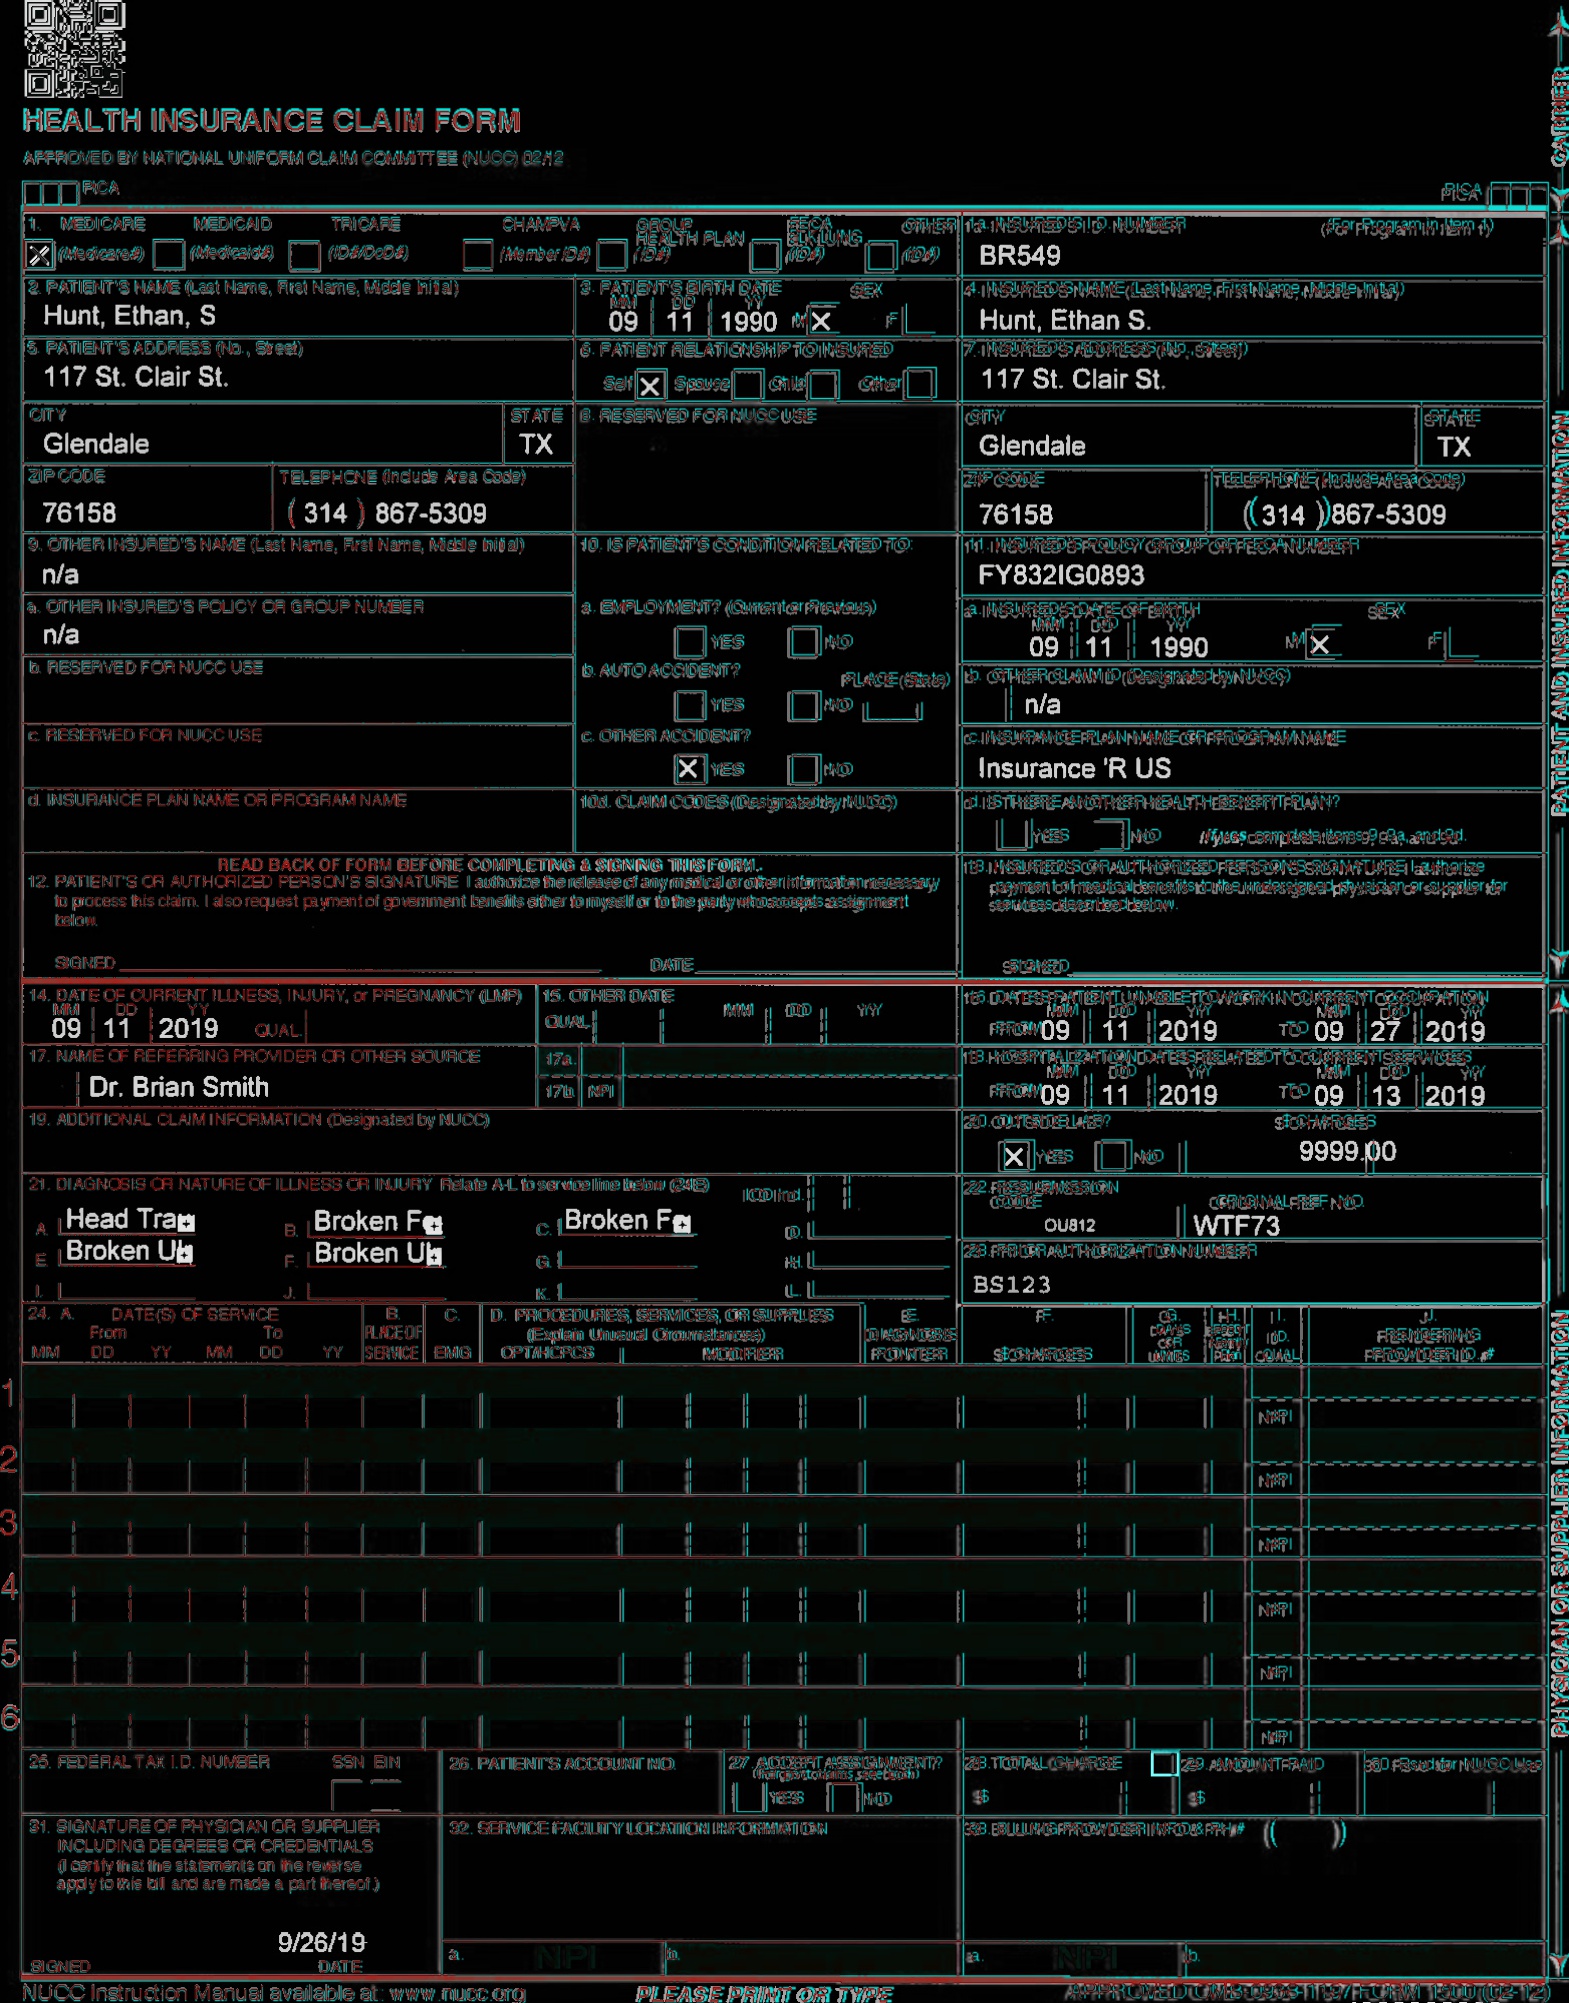 HEALTH INSURANCE CLAIM FORM
APPROVED BY NATIONAL UNIFORM CLAIM COMMITTEE (NUCC) 02/12
PICA PICA
1. MEDICARE MEDICAID TRICARE CHAMPVA GROUP HEALTH PLAN FECA BLK LUNG OTHER
(Medicare#) (Medicaid#) (ID#/DoD#) (Member ID#) (ID#) (ID#) (ID#)
1a. INSURED'S I.D. NUMBER (For Program in Item 1)
BR549
2. PATIENT'S NAME (Last Name, First Name, Middle Initial)
Hunt, Ethan, S
3. PATIENT'S BIRTH DATE SEX
MM DD YY
09 11 1990 M X F
4. INSURED'S NAME (Last Name, First Name, Middle Initial)
Hunt, Ethan S.
5. PATIENT'S ADDRESS (No., Street)
117 St. Clair St.
6. PATIENT RELATIONSHIP TO INSURED
Self X Spouse Child Other
7. INSURED'S ADDRESS (No., Street)
117 St. Clair St.
CITY STATE
Glendale TX
8. RESERVED FOR NUCC USE
CITY STATE
Glendale TX
ZIP CODE TELEPHONE (Include Area Code)
76158 ( 314 ) 867-5309
ZIP CODE TELEPHONE (Include Area Code)
76158 ( 314 ) 867-5309
9. OTHER INSURED'S NAME (Last Name, First Name, Middle Initial)
n/a
10. IS PATIENT'S CONDITION RELATED TO:
11. INSURED'S POLICY GROUP OR FECA NUMBER
FY832IG0893
a. OTHER INSURED'S POLICY OR GROUP NUMBER
n/a
a. EMPLOYMENT? (Current or Previous)
YES NO
a. INSURED'S DATE OF BIRTH SEX
MM DD YY
09 11 1990 M X F
b. RESERVED FOR NUCC USE
b. AUTO ACCIDENT? PLACE (State)
YES NO
b. OTHER CLAIM ID (Designated by NUCC)
n/a
c. RESERVED FOR NUCC USE
c. OTHER ACCIDENT?
X YES NO
c. INSURANCE PLAN NAME OR PROGRAM NAME
Insurance 'R US
d. INSURANCE PLAN NAME OR PROGRAM NAME
10d. CLAIM CODES (Designated by NUCC)
d. IS THERE ANOTHER HEALTH BENEFIT PLAN?
YES NO If yes, complete items 9, 9a, and 9d.
READ BACK OF FORM BEFORE COMPLETING & SIGNING THIS FORM.
12. PATIENT'S OR AUTHORIZED PERSON'S SIGNATURE I authorize the release of any medical or other information necessary
to process this claim. I also request payment of government benefits either to myself or to the party who accepts assignment
below.
SIGNED DATE
13. INSURED'S OR AUTHORIZED PERSON'S SIGNATURE I authorize
payment of medical benefits to the undersigned physician or supplier for
services described below.
SIGNED
14. DATE OF CURRENT ILLNESS, INJURY, or PREGNANCY (LMP)
MM DD YY
09 11 2019 QUAL.
15. OTHER DATE
QUAL. MM DD YY
16. DATES PATIENT UNABLE TO WORK IN CURRENT OCCUPATION
MM DD YY MM DD YY
FROM 09 11 2019 TO 09 27 2019
17. NAME OF REFERRING PROVIDER OR OTHER SOURCE
Dr. Brian Smith
17a.
17b. NPI
18. HOSPITALIZATION DATES RELATED TO CURRENT SERVICES
MM DD YY MM DD YY
FROM 09 11 2019 TO 09 13 2019
19. ADDITIONAL CLAIM INFORMATION (Designated by NUCC)
20. OUTSIDE LAB? $ CHARGES
X YES NO 9999.00
21. DIAGNOSIS OR NATURE OF ILLNESS OR INJURY Relate A-L to service line below (24E) ICD Ind.
A. Head Tra B. Broken Fe C. Broken Fe D.
E. Broken Ul F. Broken Ul G. H.
I. J. K. L.
22. RESUBMISSION CODE ORIGINAL REF. NO.
OU812 WTF73
23. PRIOR AUTHORIZATION NUMBER
BS123
24. A. DATE(S) OF SERVICE B. C. D. PROCEDURES, SERVICES, OR SUPPLIES E. F. G. H. I. J.
From To PLACE OF (Explain Unusual Circumstances) DIAGNOSIS DAYS OR UNITS ID. RENDERING
MM DD YY MM DD YY SERVICE EMG CPT/HCPCS MODIFIER POINTER $ CHARGES QUAL. PROVIDER ID. #
1 NPI
2 NPI
3 NPI
4 NPI
5 NPI
6 NPI
25. FEDERAL TAX I.D. NUMBER SSN EIN
26. PATIENT'S ACCOUNT NO.
27. ACCEPT ASSIGNMENT?
(For govt. claims, see back)
YES NO
28. TOTAL CHARGE
$
29. AMOUNT PAID
$
30. Rsvd for NUCC Use
31. SIGNATURE OF PHYSICIAN OR SUPPLIER
INCLUDING DEGREES OR CREDENTIALS
(I certify that the statements on the reverse
apply to this bill and are made a part thereof.)
9/26/19
SIGNED DATE
32. SERVICE FACILITY LOCATION INFORMATION
a. NPI b.
33. BILLING PROVIDER INFO & PH # ( )
a. NPI b.
NUCC Instruction Manual available at: www.nucc.org
PLEASE PRINT OR TYPE
APPROVED OMB-0938-1197 FORM 1500 (02-12)
CARRIER
PATIENT AND INSURED INFORMATION
PHYSICIAN OR SUPPLIER INFORMATION